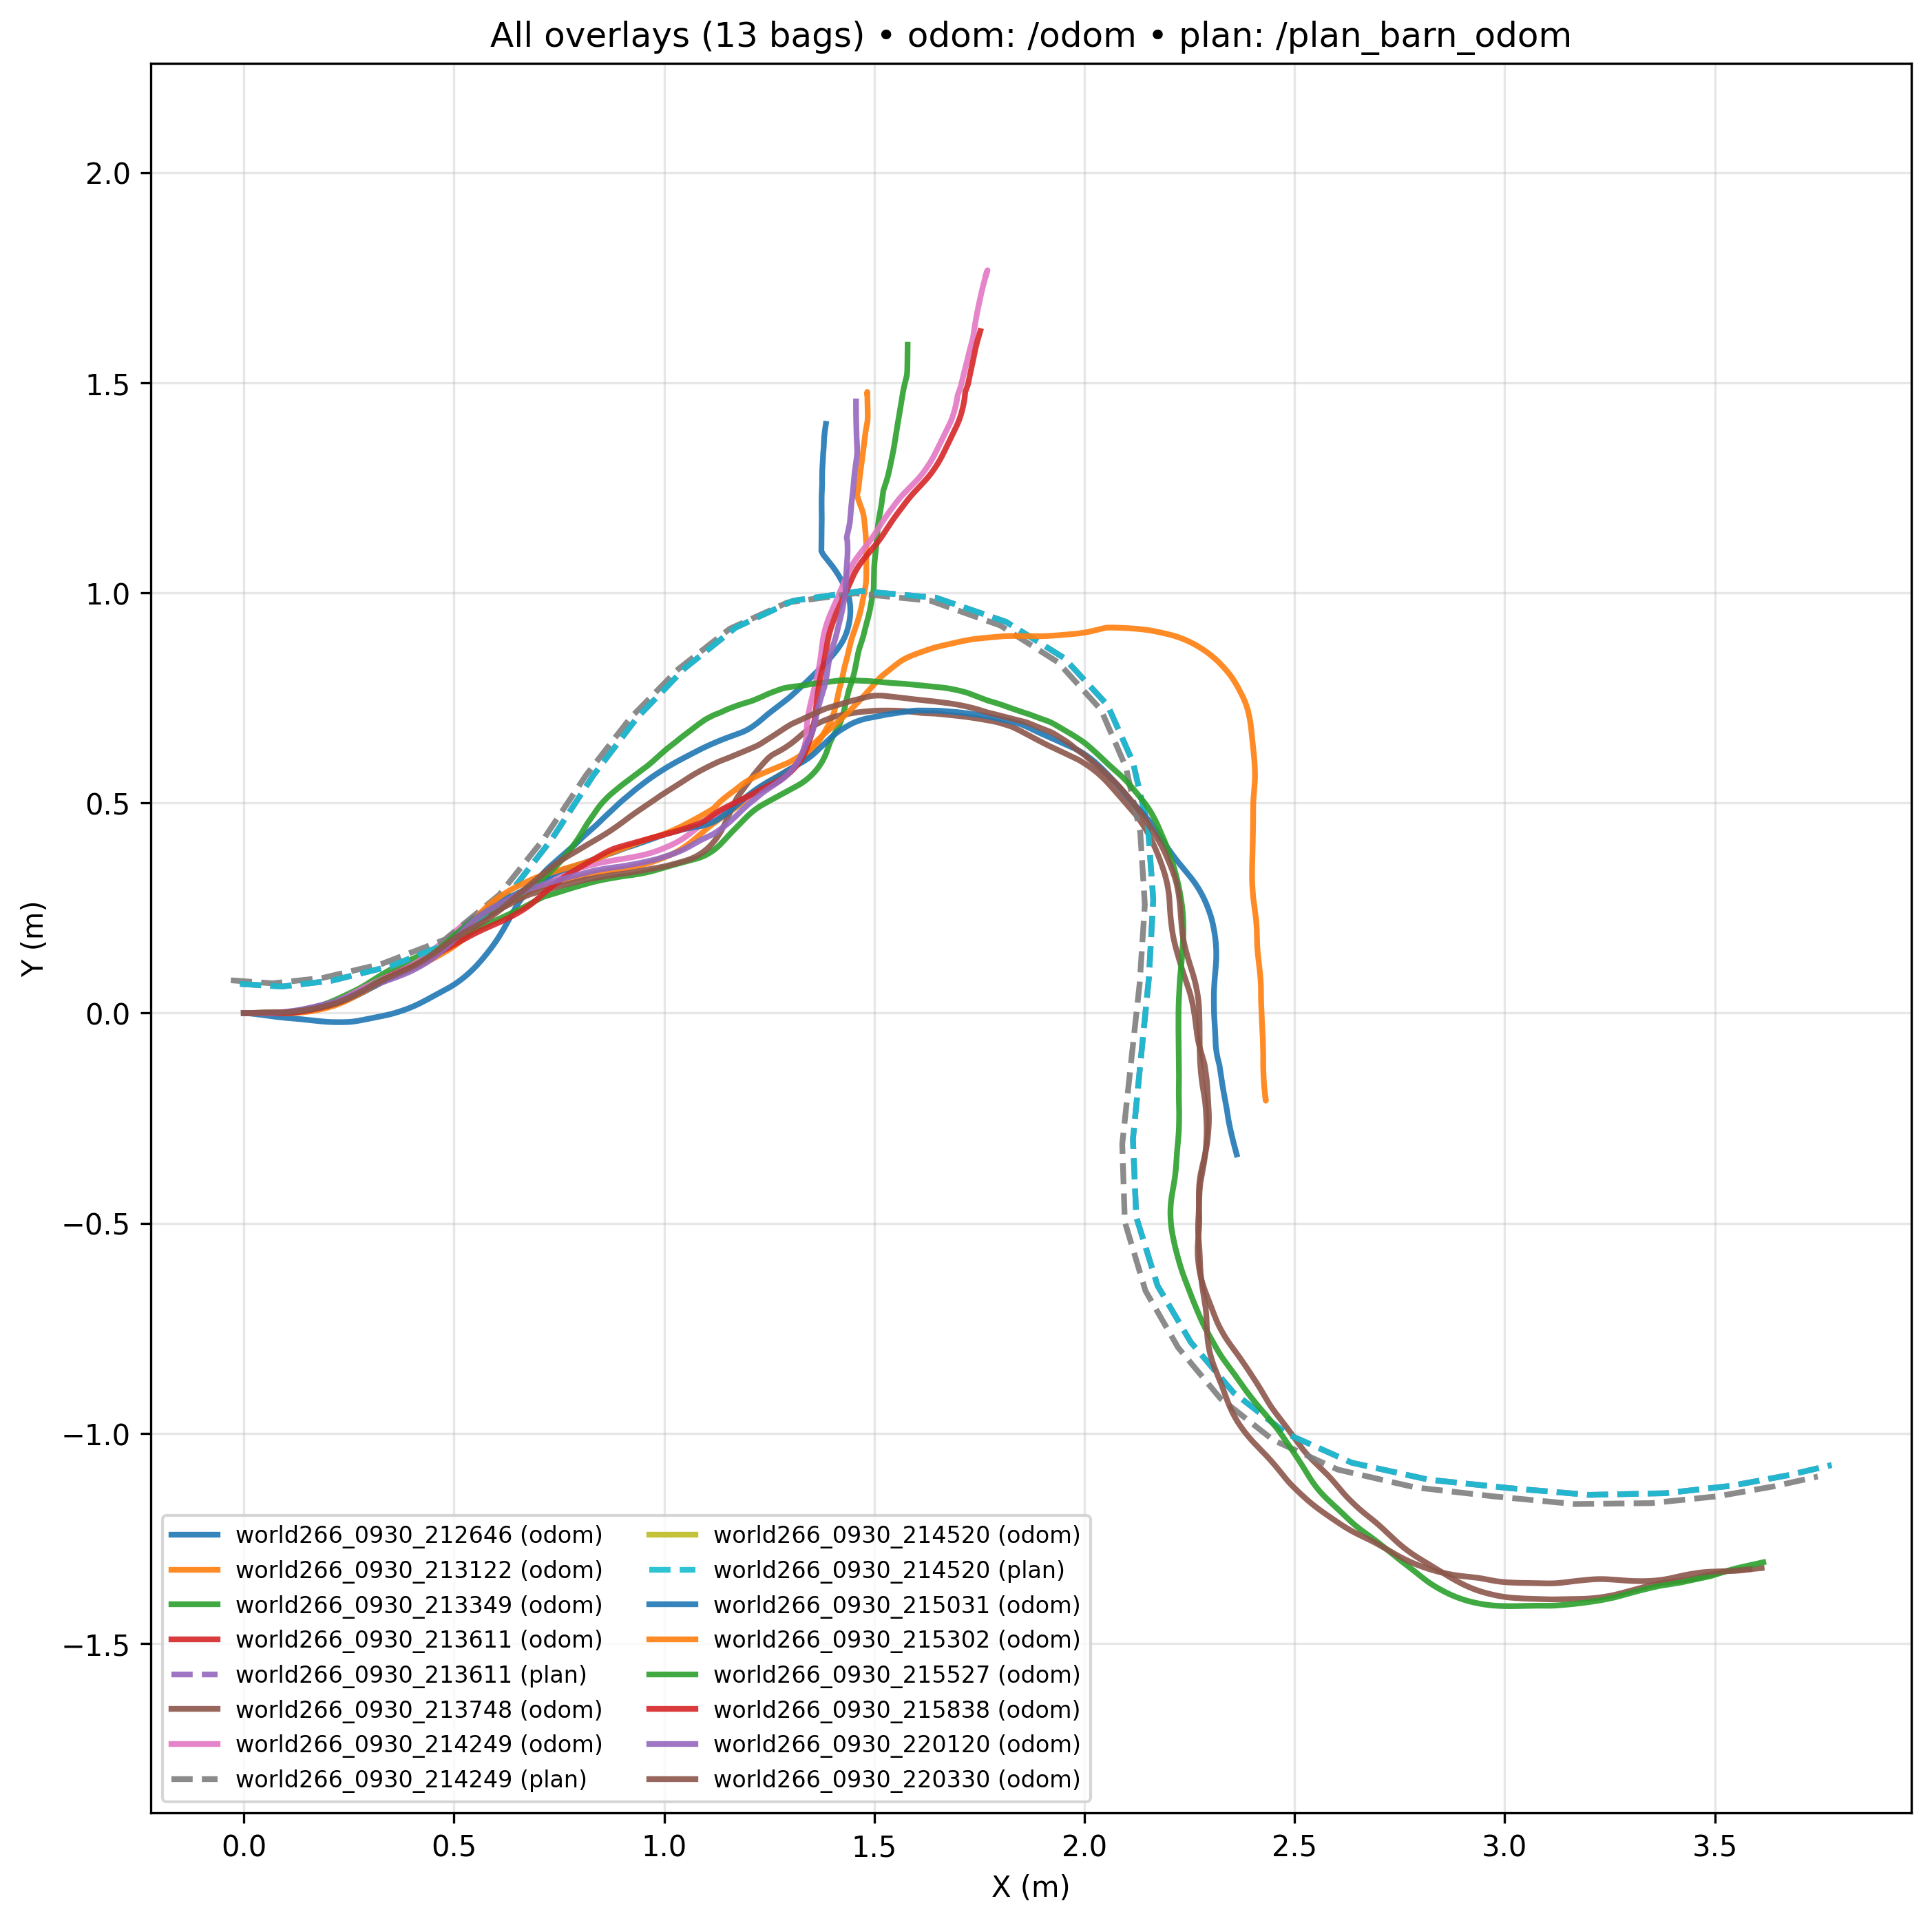 All overlays (13 bags) • odom: /odom • plan: /plan_barn_odom
2.0
1.5
1.0
0.5
0.0
−0.5
−1.0
−1.5
Y (m)
world266_0930_212646 (odom)
world266_0930_213122 (odom)
world266_0930_213349 (odom)
world266_0930_213611 (odom)
world266_0930_213611 (plan)
world266_0930_213748 (odom)
world266_0930_214249 (odom)
world266_0930_214249 (plan)
world266_0930_214520 (odom)
world266_0930_214520 (plan)
world266_0930_215031 (odom)
world266_0930_215302 (odom)
world266_0930_215527 (odom)
world266_0930_215838 (odom)
world266_0930_220120 (odom)
world266_0930_220330 (odom)
0.0 0.5 1.0 1.5 2.0 2.5 3.0 3.5
X (m)